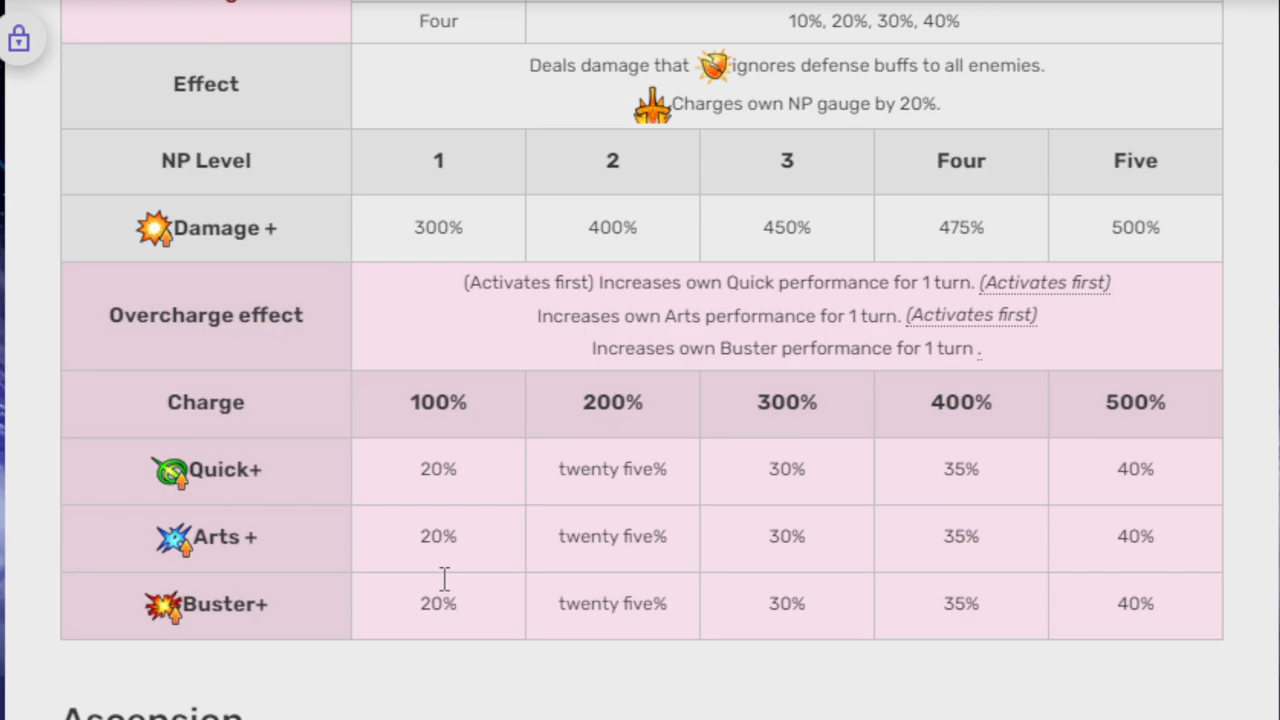 Four 10%, 20%, 30%, 40%
Effect
Deals damage that ignores defense buffs to all enemies.
Charges own NP gauge by 20%.
NP Level 1 2 3 Four Five
Damage + 300% 400% 450% 475% 500%
Overcharge effect
(Activates first) Increases own Quick performance for 1 turn. (Activates first)
Increases own Arts performance for 1 turn. (Activates first)
Increases own Buster performance for 1 turn .
Charge 100% 200% 300% 400% 500%
Quick+ 20% twenty five% 30% 35% 40%
Arts + 20% twenty five% 30% 35% 40%
Buster+ 20% twenty five% 30% 35% 40%
Ascension